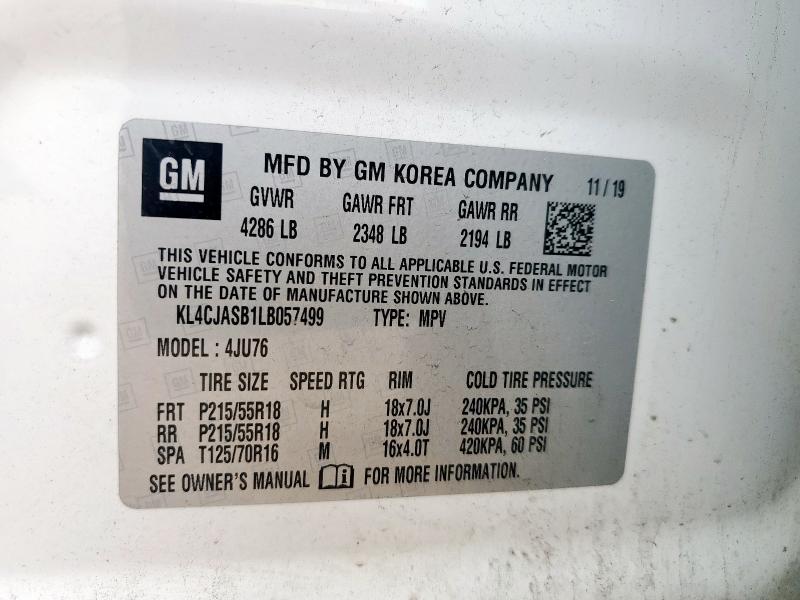 GM
MFD BY GM KOREA COMPANY 11/19
GVWR GAWR FRT GAWR RR
4286 LB 2348 LB 2194 LB
THIS VEHICLE CONFORMS TO ALL APPLICABLE U.S. FEDERAL MOTOR
VEHICLE SAFETY AND THEFT PREVENTION STANDARDS IN EFFECT
ON THE DATE OF MANUFACTURE SHOWN ABOVE.
KL4CJASB1LB057499 TYPE: MPV
MODEL : 4JU76
TIRE SIZE SPEED RTG RIM COLD TIRE PRESSURE
FRT P215/55R18 H 18x7.0J 240KPA, 35 PSI
RR P215/55R18 H 18x7.0J 240KPA, 35 PSI
SPA T125/70R16 M 16x4.0T 420KPA, 60 PSI
SEE OWNER'S MANUAL FOR MORE INFORMATION.